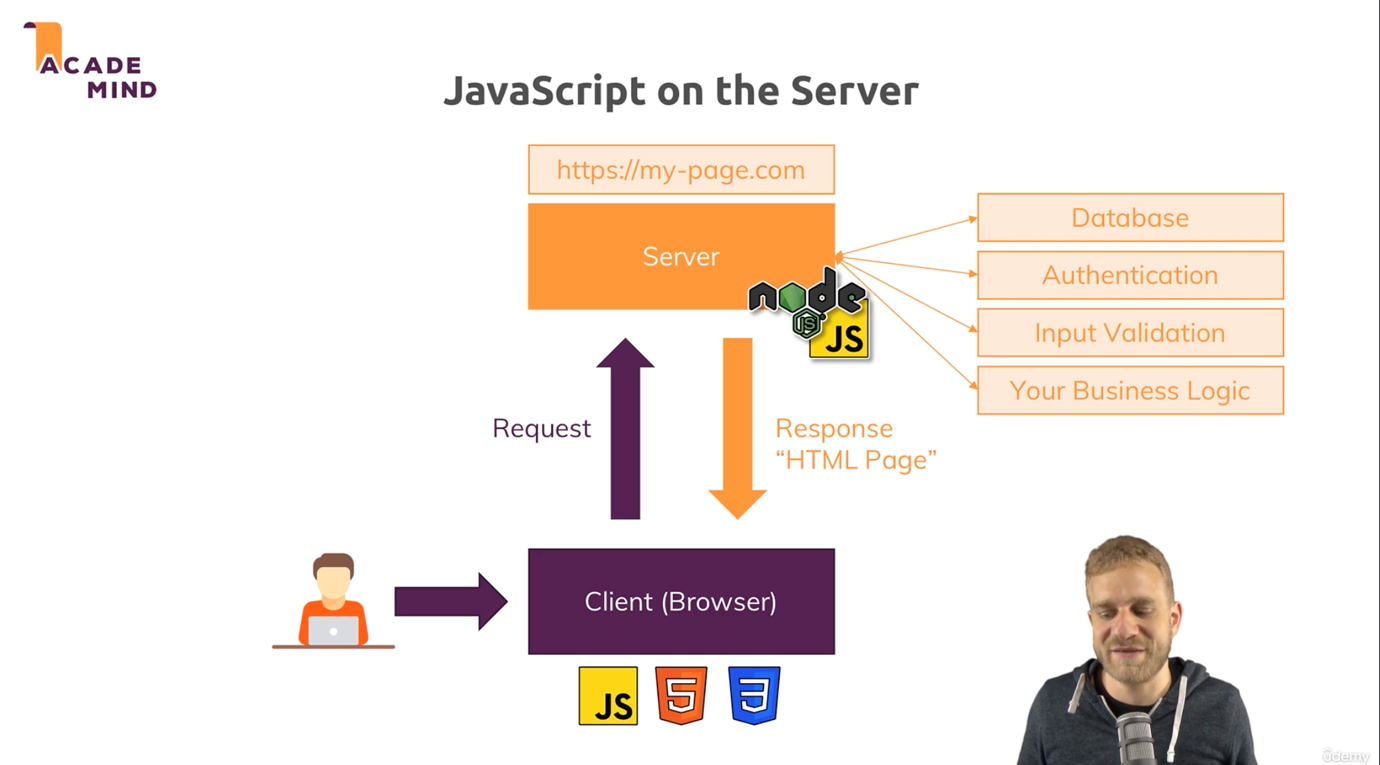 ACADE
MIND
JavaScript on the Server
https://my-page.com
Server
node
JS
JS
Database
Authentication
Input Validation
Your Business Logic
Request
Response
“HTML Page”
Client (Browser)
JS
5
3
ûdemy